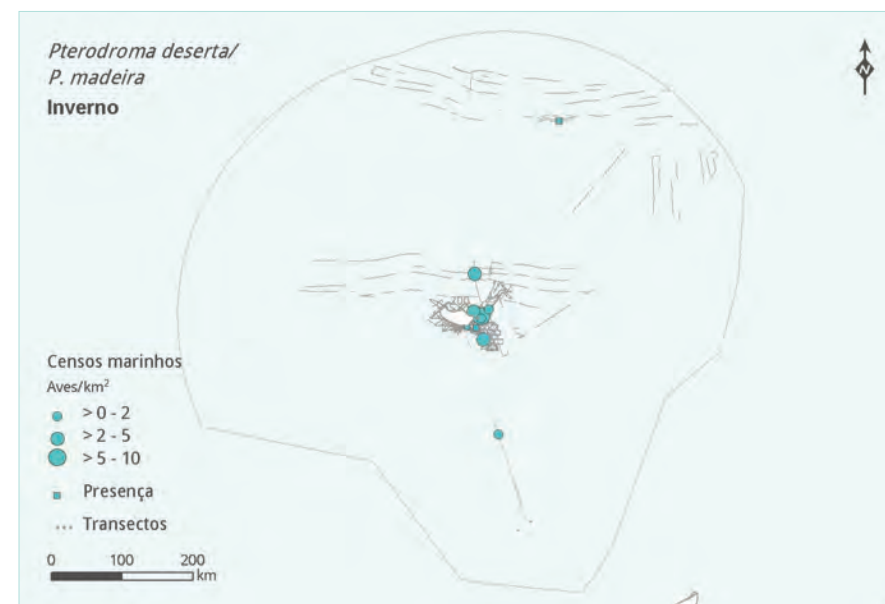 Pterodroma deserta/
P. madeira
Inverno
N
Censos marinhos
Aves/km²
> 0 - 2
> 2 - 5
> 5 - 10
Presença
Transectos
0 100 200
km